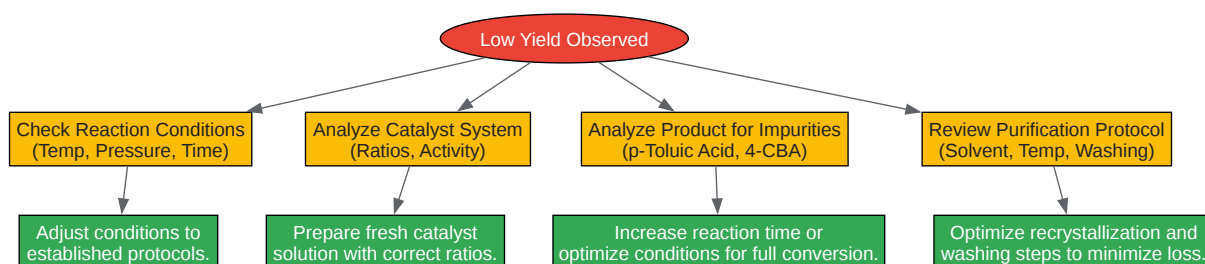 Low Yield Observed
Check Reaction Conditions
(Temp, Pressure, Time)
Analyze Catalyst System
(Ratios, Activity)
Analyze Product for Impurities
(p-Toluic Acid, 4-CBA)
Review Purification Protocol
(Solvent, Temp, Washing)
Adjust conditions to
established protocols.
Prepare fresh catalyst
solution with correct ratios.
Increase reaction time or
optimize conditions for full conversion.
Optimize recrystallization and
washing steps to minimize loss.